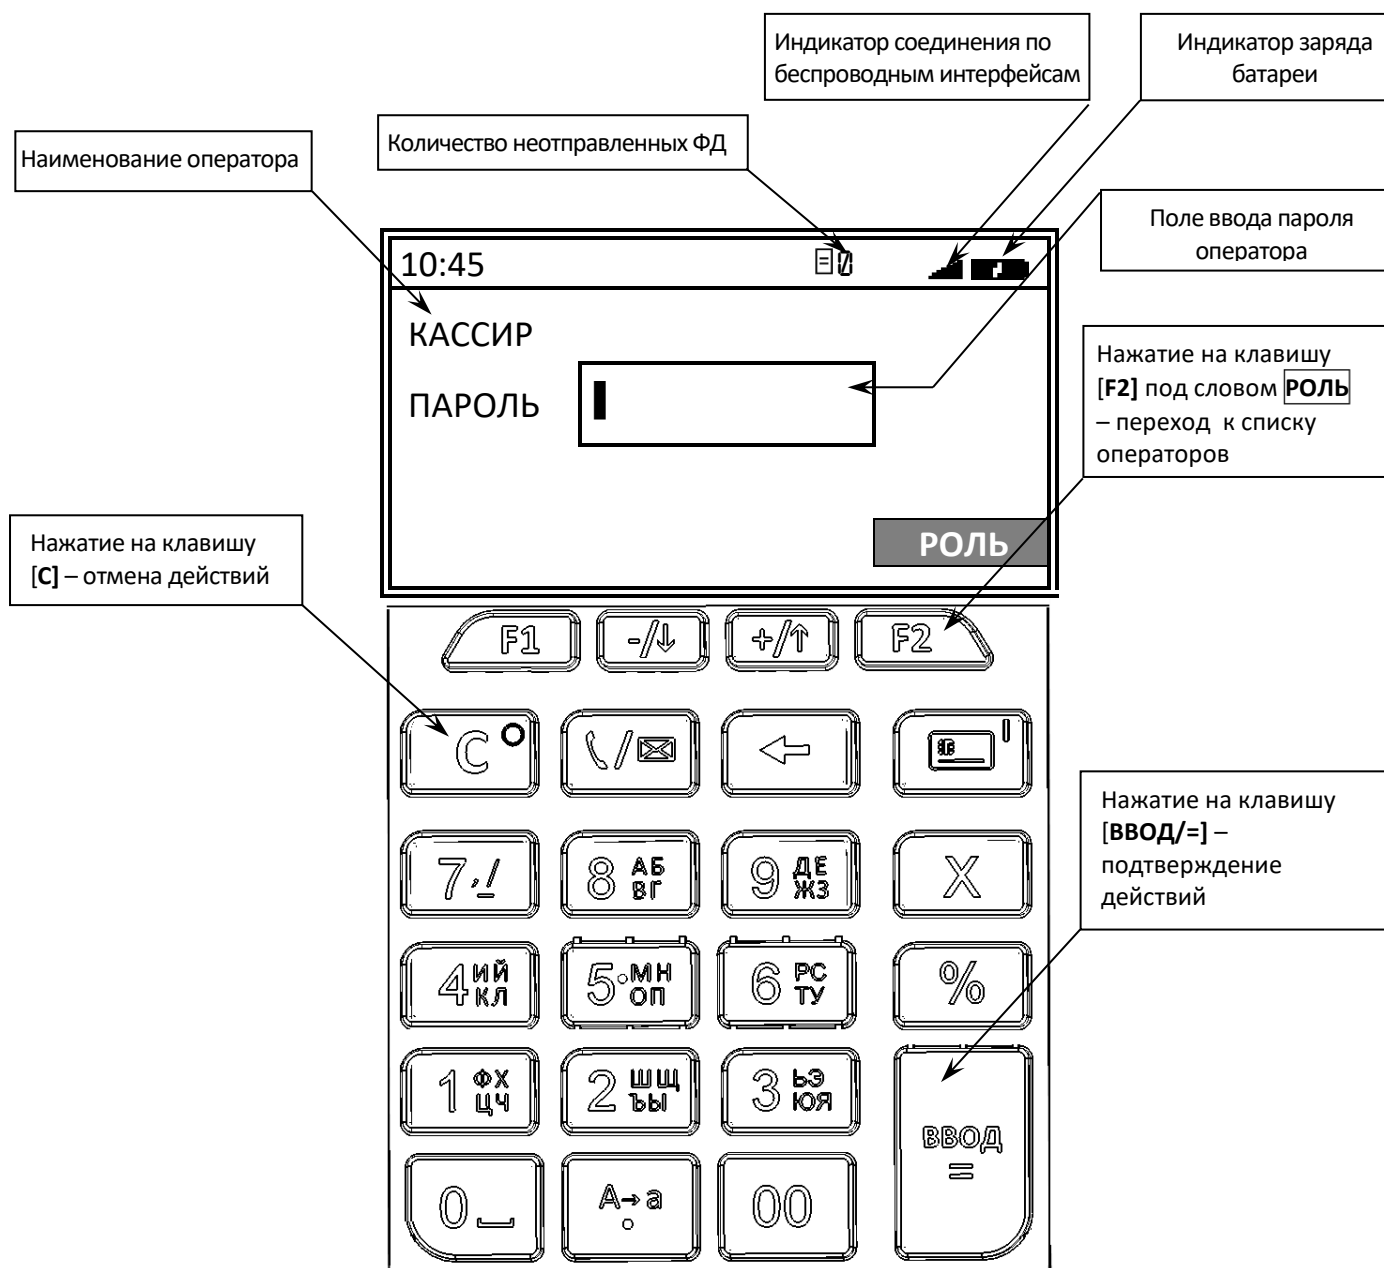 Индикатор соединения по
беспроводным интерфейсам
Индикатор заряда
батареи
Количество неотправленных ФД
Наименование оператора
Поле ввода пароля
оператора
10:45
0
КАССИР
ПАРОЛЬ
РОЛЬ
Нажатие на клавишу
[F2] под словом РОЛЬ
– переход к списку
операторов
Нажатие на клавишу
[C] – отмена действий
F1
-/↓
+/↑
F2
C
/
Нажатие на клавишу
[ВВОД/=] –
подтверждение
действий
7,/
8 АБ
ВГ
9 ДЕ
ЖЗ
X
4 ИЙ
КЛ
5 МН
ОП
6 РС
ТУ
%
1 ФХ
ЦЧ
2 ШЩ
ЪЫ
3 ЬЭ
ЮЯ
ВВОД
=
0
А→а
00